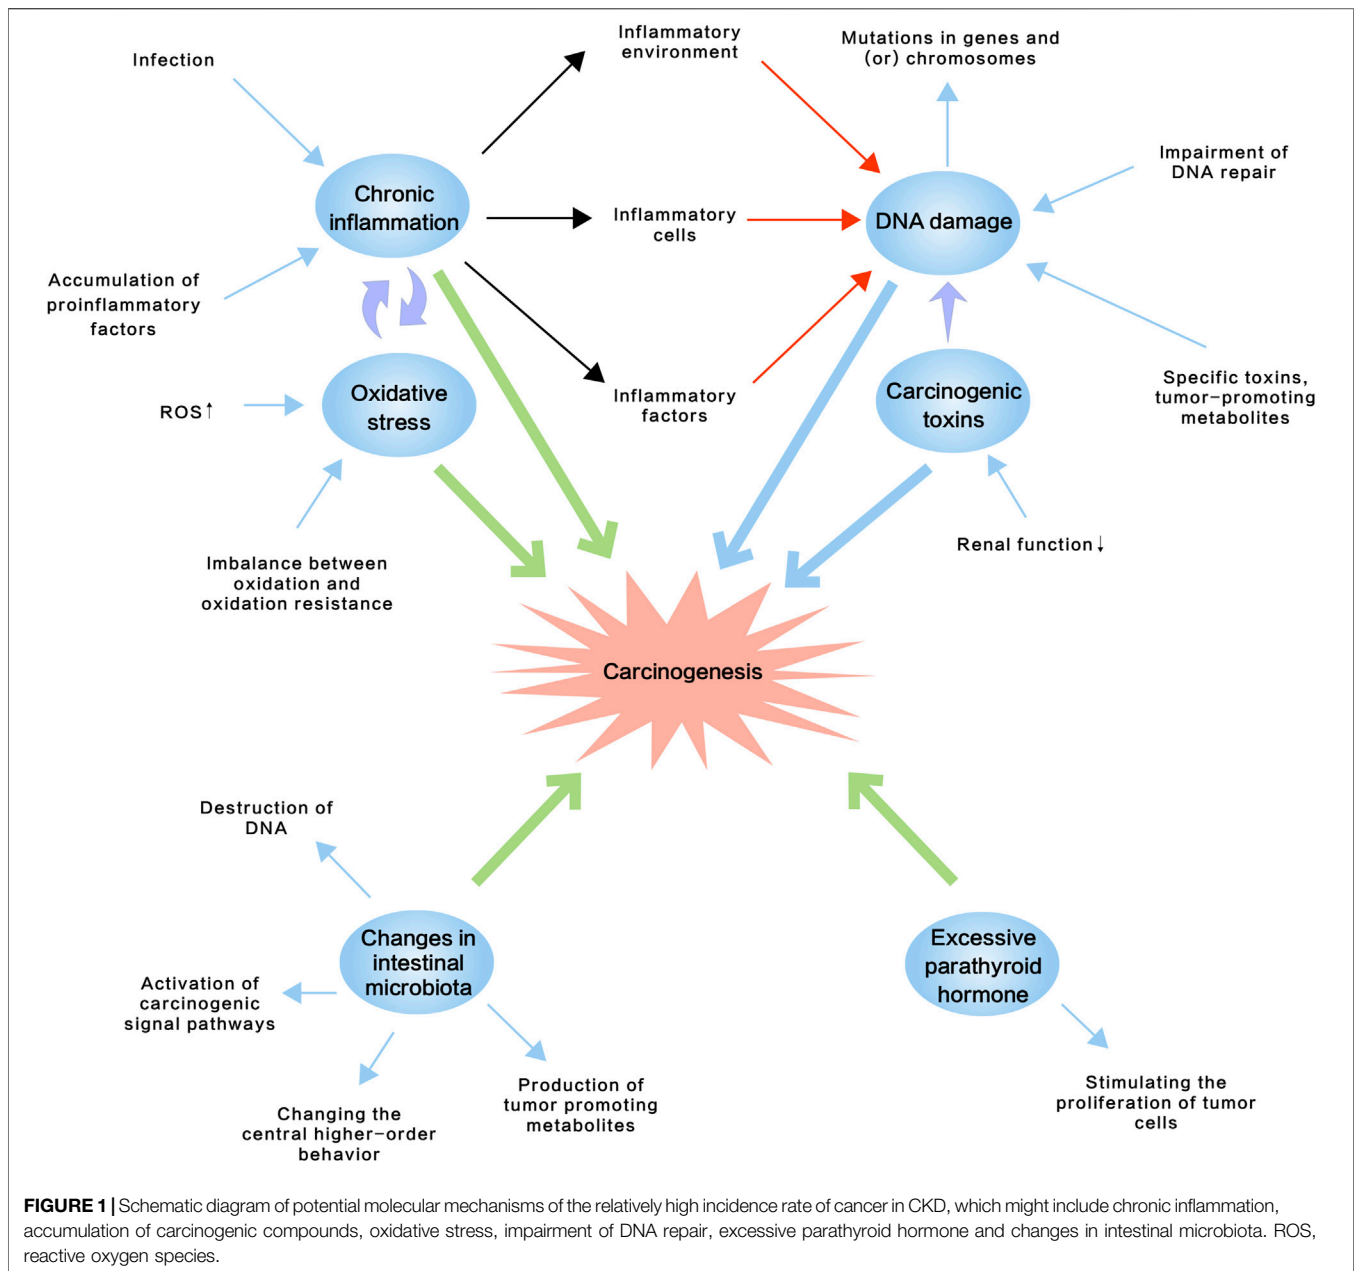 Infection
Inflammatory
environment
Mutations in genes and
(or) chromosomes
Chronic
inflammation
Impairment of
DNA repair
Inflammatory
cells
DNA damage
Accumulation of
proinflammatory
factors
Oxidative
stress
ROS↑
Inflammatory
factors
Carcinogenic
toxins
Specific toxins,
tumor-promoting
metabolites
Imbalance between
oxidation and
oxidation resistance
Renal function↓
Carcinogenesis
Destruction of
DNA
Changes in
intestinal
microbiota
Excessive
parathyroid
hormone
Activation of
carcinogenic
signal pathways
Changing the
central higher-order
behavior
Production of
tumor promoting
metabolites
Stimulating the
proliferation of tumor
cells
FIGURE 1 | Schematic diagram of potential molecular mechanisms of the relatively high incidence rate of cancer in CKD, which might include chronic inflammation,
accumulation of carcinogenic compounds, oxidative stress, impairment of DNA repair, excessive parathyroid hormone and changes in intestinal microbiota. ROS,
reactive oxygen species.